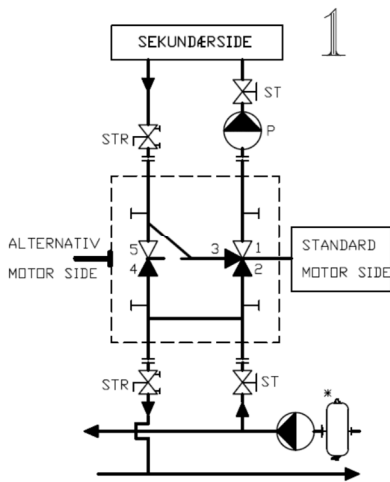 1
SEKUNDÆRSIDE
ST
P
STR
ALTERNATIV
MOTOR SIDE
5
4
3
1
2
STANDARD
MOTOR SIDE
STR
ST
*